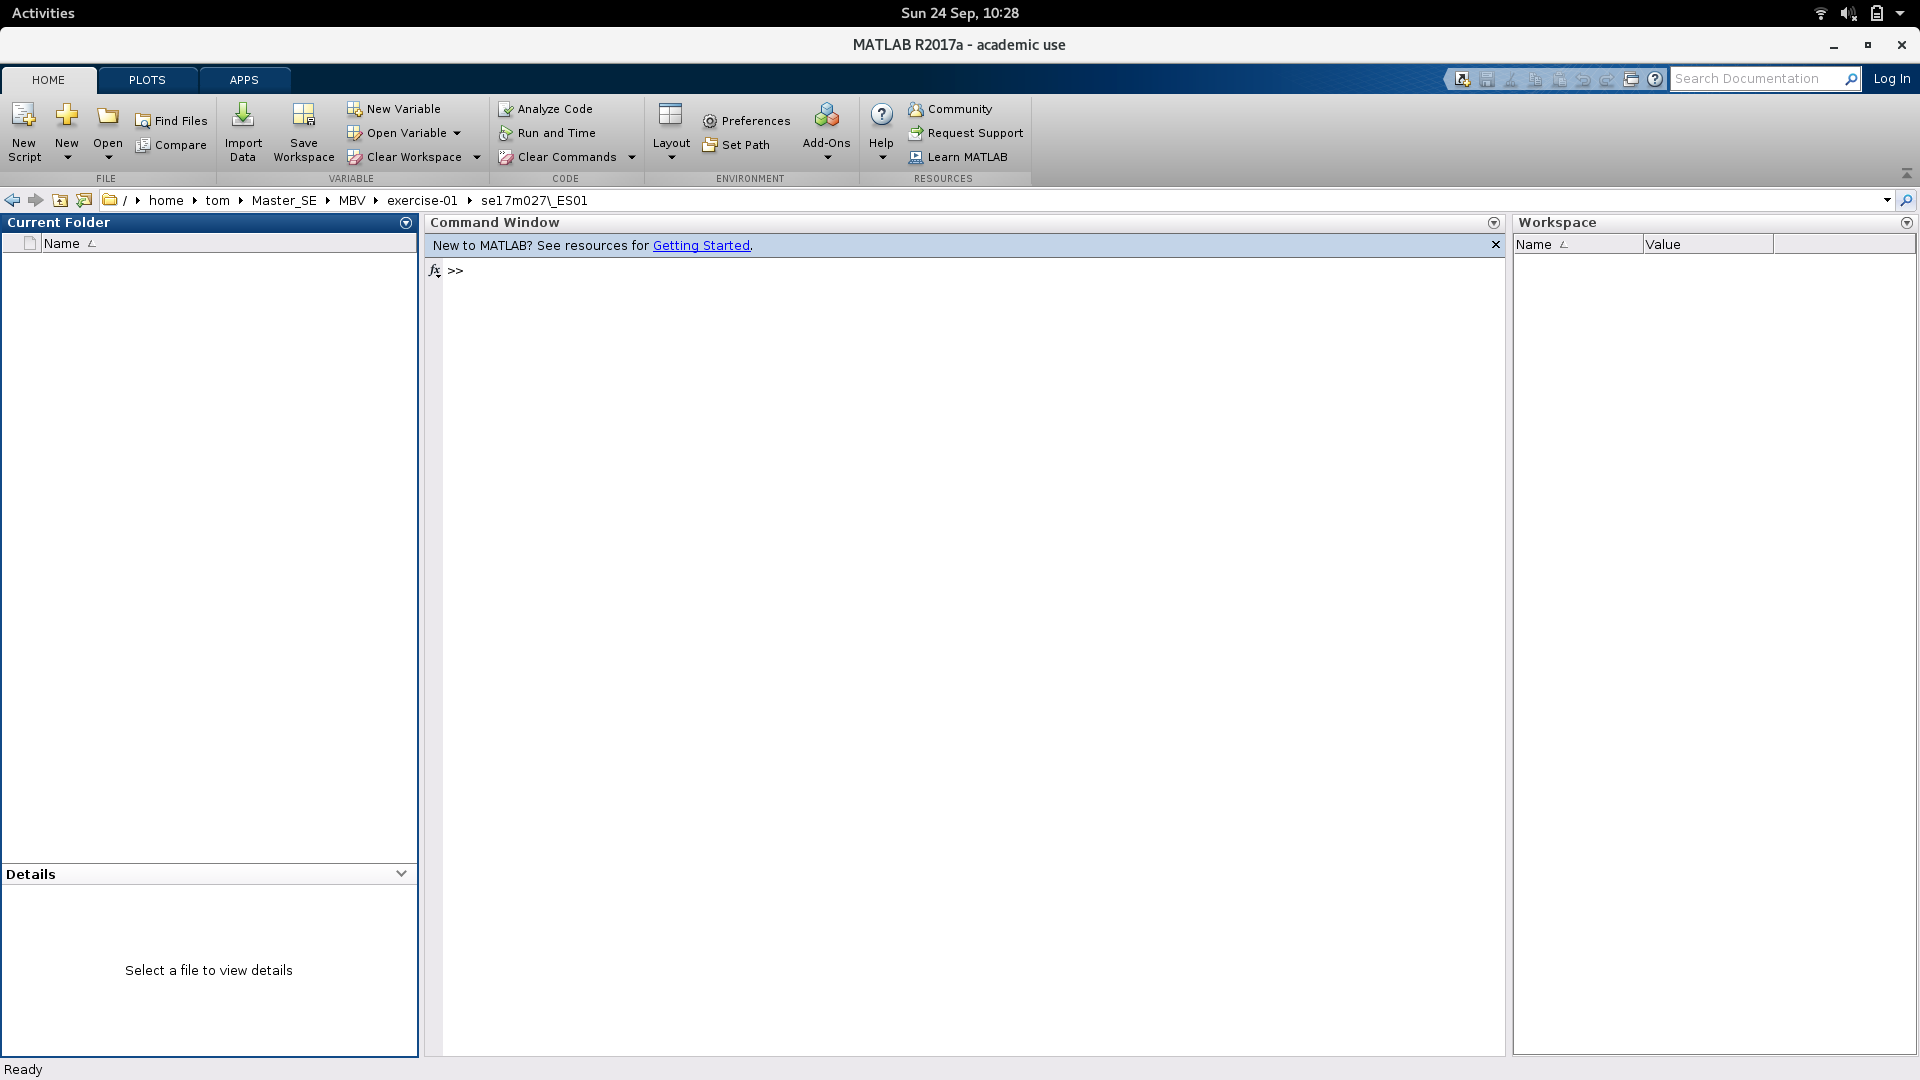 Activities
Sun 24 Sep, 10:28
MATLAB R2017a - academic use
HOME
PLOTS
APPS
Search Documentation
Log In
New Script
New
Open
Find Files
Compare
FILE
Import Data
Save Workspace
New Variable
Open Variable
Clear Workspace
VARIABLE
Analyze Code
Run and Time
Clear Commands
CODE
Layout
Preferences
Set Path
Add-Ons
ENVIRONMENT
Help
Community
Request Support
Learn MATLAB
RESOURCES
/ home tom Master_SE MBV exercise-01 se17m027\_ES01
Current Folder
Name
Details
Select a file to view details
Command Window
New to MATLAB? See resources for Getting Started.
fx >>
Workspace
Name Value
Ready